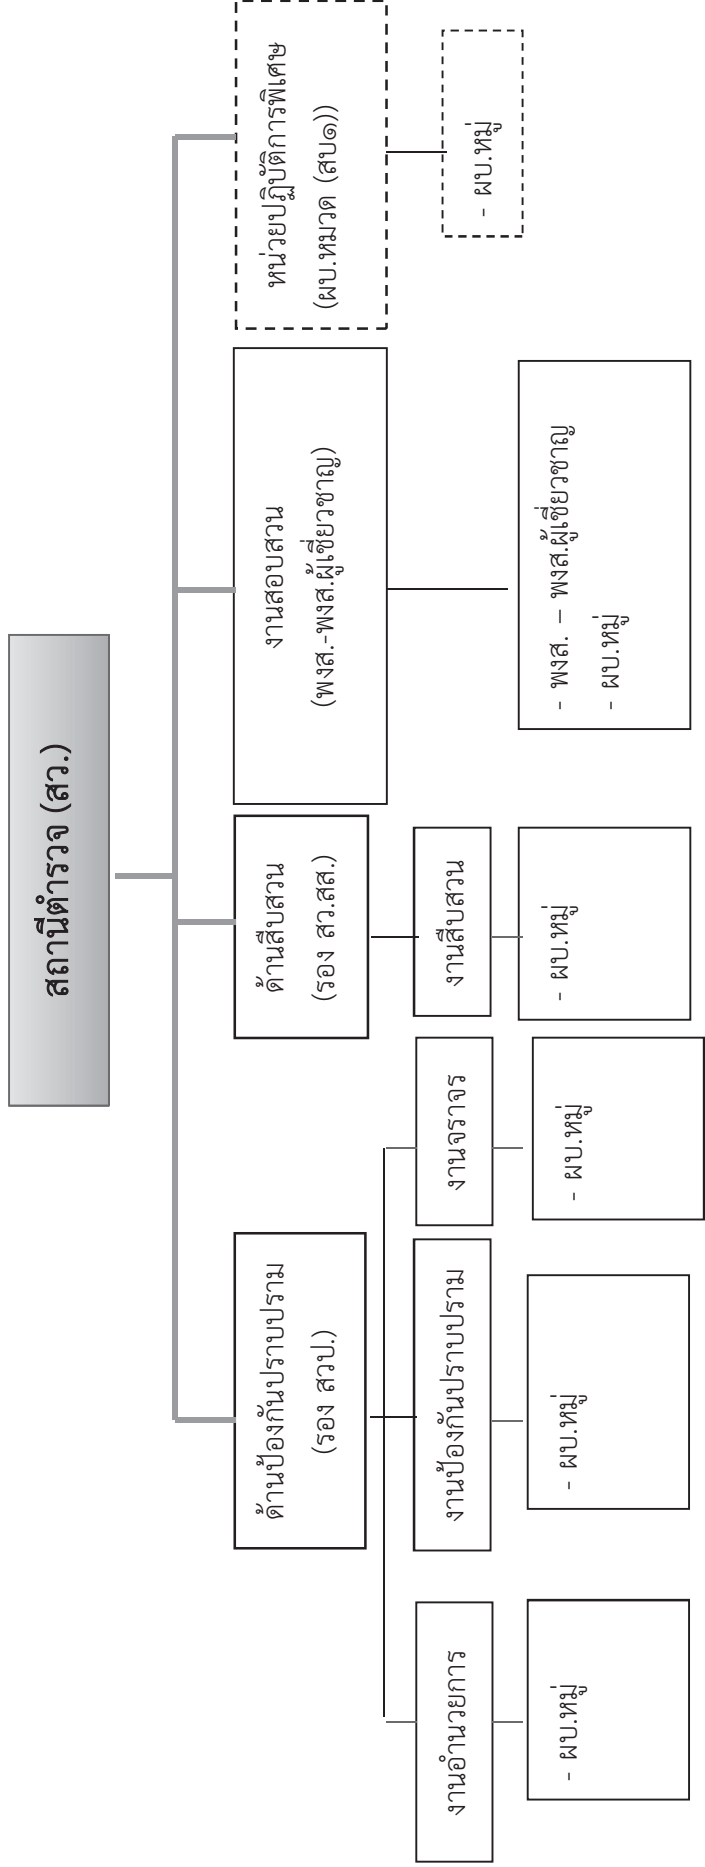 สถานีตำรวจ (สว.)
ด้านป้องกันปราบปราม
(รอง สวป.)
ด้านสืบสวน
(รอง สว.สส.)
งานสอบสวน
(พงส.-พงส.ผู้เชี่ยวชาญ)
หน่วยปฏิบัติการพิเศษ
(ผบ.หมวด (สบ๑))
งานอำนวยการ
งานป้องกันปราบปราม
งานจราจร
งานสืบสวน
- ผบ.หมู่
- ผบ.หมู่
- ผบ.หมู่
- ผบ.หมู่
- พงส. – พงส.ผู้เชี่ยวชาญ
- ผบ.หมู่
- ผบ.หมู่